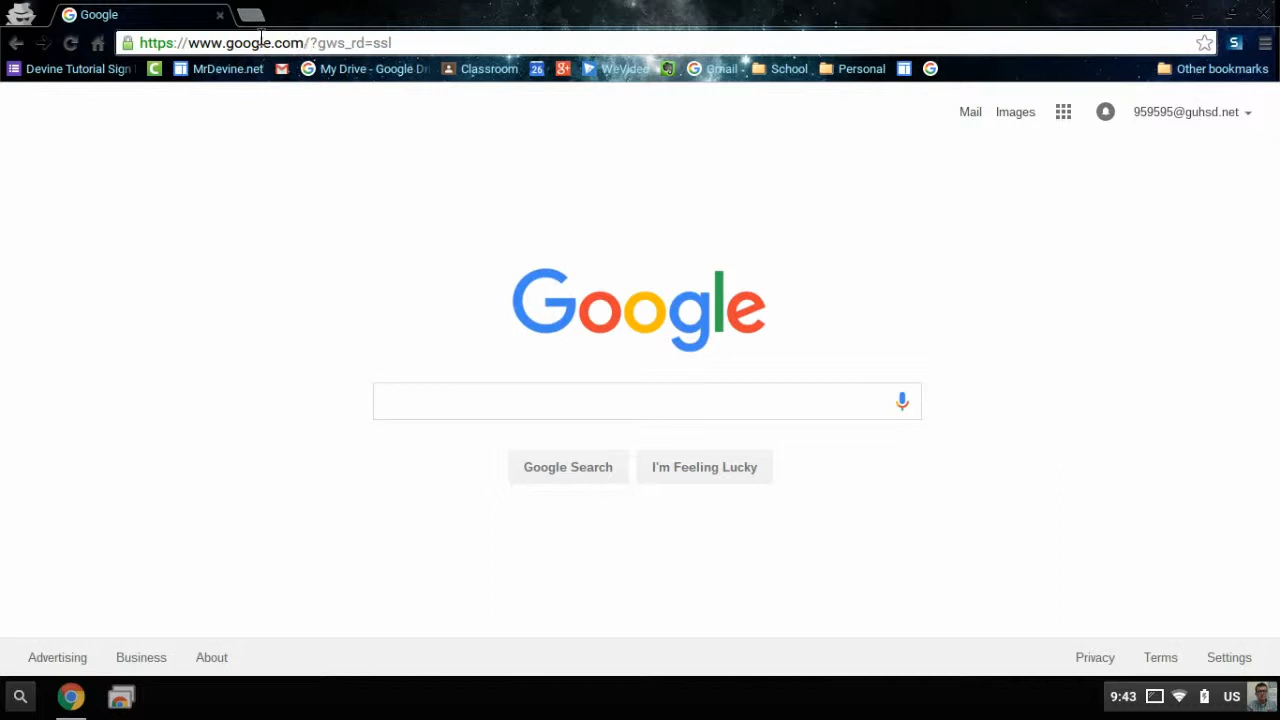 Google
https://www.google.com/?gws_rd=ssl
Devine Tutorial Sign MrDevine.net My Drive - Google Dri Classroom 26 WeVideo Gmail School Personal Other bookmarks
Mail Images 959595@guhsd.net
Google
Google Search I'm Feeling Lucky
Advertising Business About Privacy Terms Settings
9:43 US